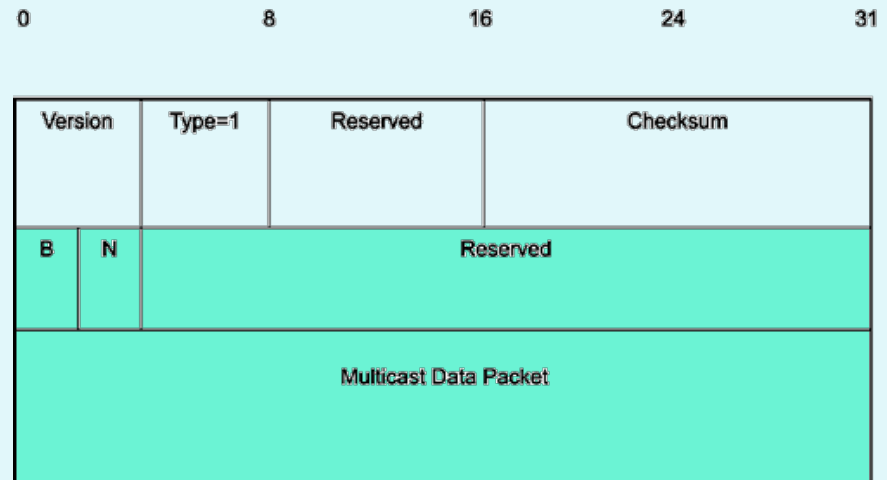 0 8 16 24 31
Version Type=1 Reserved Checksum
B N Reserved
Multicast Data Packet